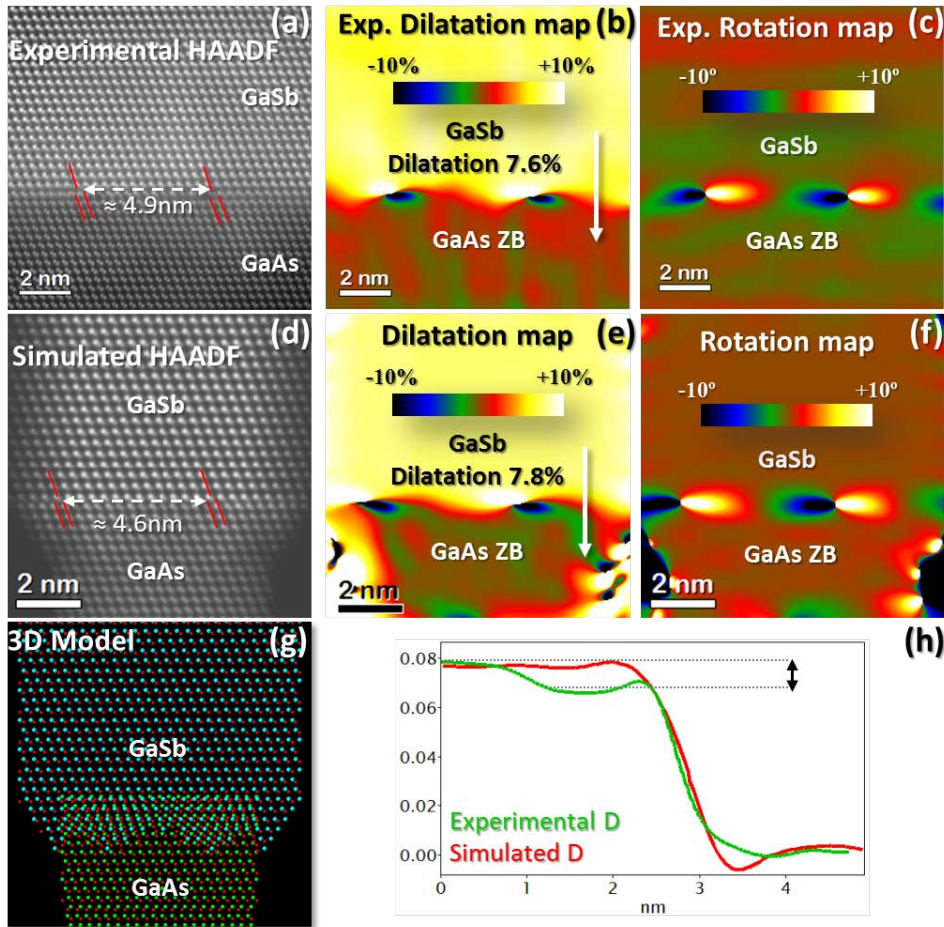 (a)
Experimental HAADF
GaSb
≈ 4.9nm
GaAs
2 nm
Exp. Dilatation map (b)
-10% +10%
GaSb
Dilatation 7.6%
GaAs ZB
2 nm
Exp. Rotation map (c)
-10º +10º
GaSb
GaAs ZB
2 nm
(d)
Simulated HAADF
GaSb
≈ 4.6nm
GaAs
2 nm
Dilatation map (e)
-10% +10%
GaSb
Dilatation 7.8%
GaAs ZB
2 nm
Rotation map (f)
-10º +10º
GaSb
GaAs ZB
2 nm
3D Model (g)
GaSb
GaAs
(h)
0.08
0.06
0.04
0.02
0.00
Experimental D
Simulated D
0 1 2 3 4
nm